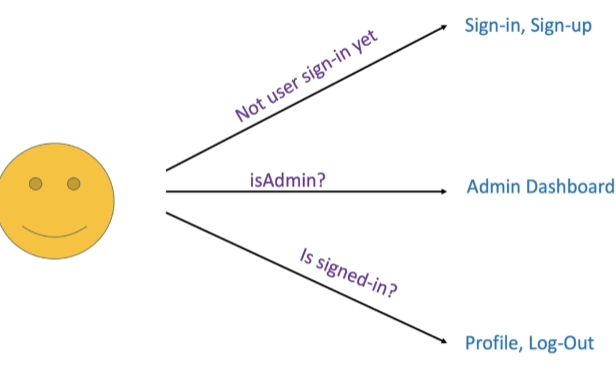 Not user sign-in yet
Sign-in, Sign-up
isAdmin?
Admin Dashboard
Is signed-in?
Profile, Log-Out